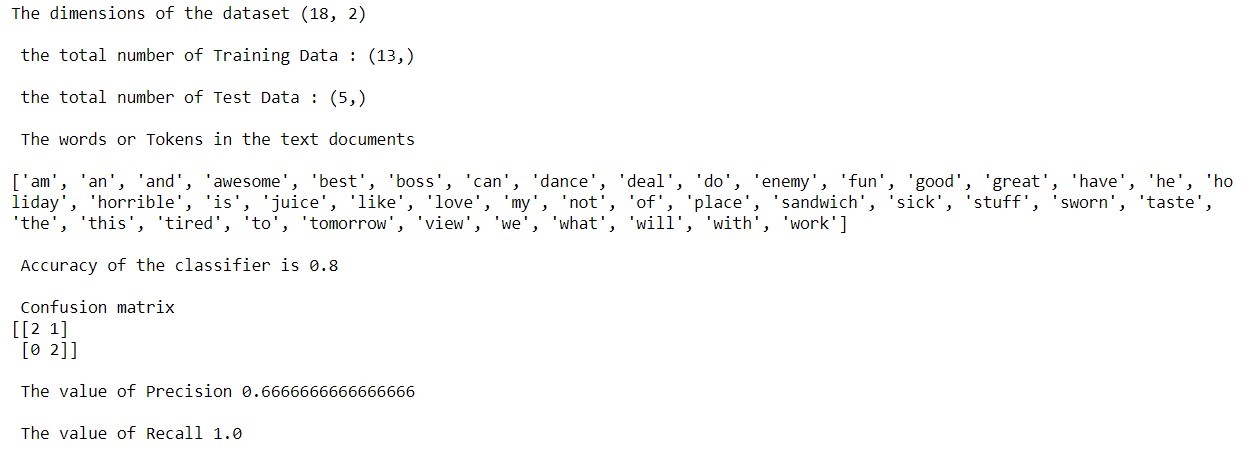 The dimensions of the dataset (18, 2)
the total number of Training Data : (13,)
the total number of Test Data : (5,)
The words or Tokens in the text documents
['am', 'an', 'and', 'awesome', 'best', 'boss', 'can', 'dance', 'deal', 'do', 'enemy', 'fun', 'good', 'great', 'have', 'he', 'ho
liday', 'horrible', 'is', 'juice', 'like', 'love', 'my', 'not', 'of', 'place', 'sandwich', 'sick', 'stuff', 'sworn', 'taste',
'the', 'this', 'tired', 'to', 'tomorrow', 'view', 'we', 'what', 'will', 'with', 'work']
Accuracy of the classifier is 0.8
Confusion matrix
[[2 1]
[0 2]]
The value of Precision 0.6666666666666666
The value of Recall 1.0